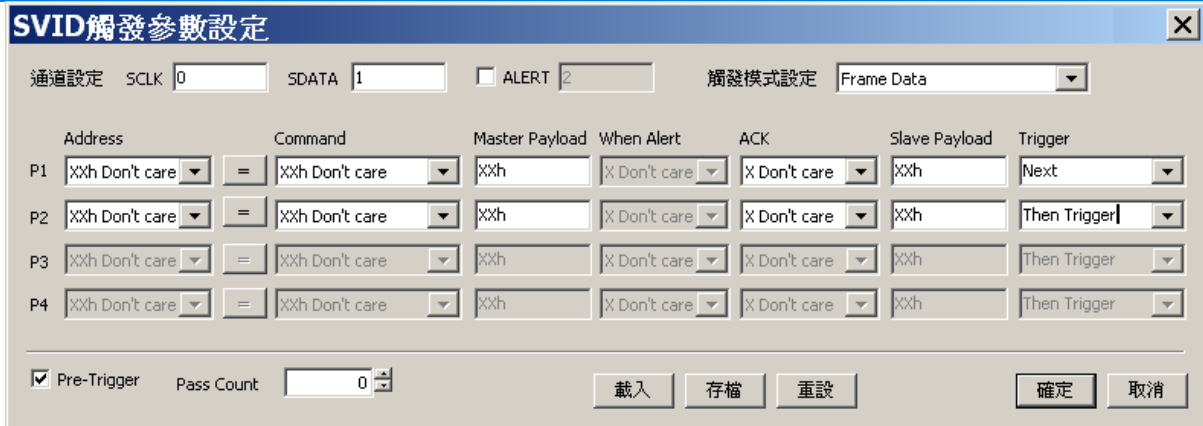 SVID觸發參數設定
通道設定 SCLK 0 SDATA 1 ALERT 2 觸發模式設定 Frame Data
Address Command Master Payload When Alert ACK Slave Payload Trigger
P1 XXh Don't care = XXh Don't care XXh X Don't care X Don't care XXh Next
P2 XXh Don't care = XXh Don't care XXh X Don't care X Don't care XXh Then Trigger
P3 XXh Don't care = XXh Don't care XXh X Don't care X Don't care XXh Then Trigger
P4 XXh Don't care = XXh Don't care XXh X Don't care X Don't care XXh Then Trigger
Pre-Trigger Pass Count 0 載入 存檔 重設 確定 取消